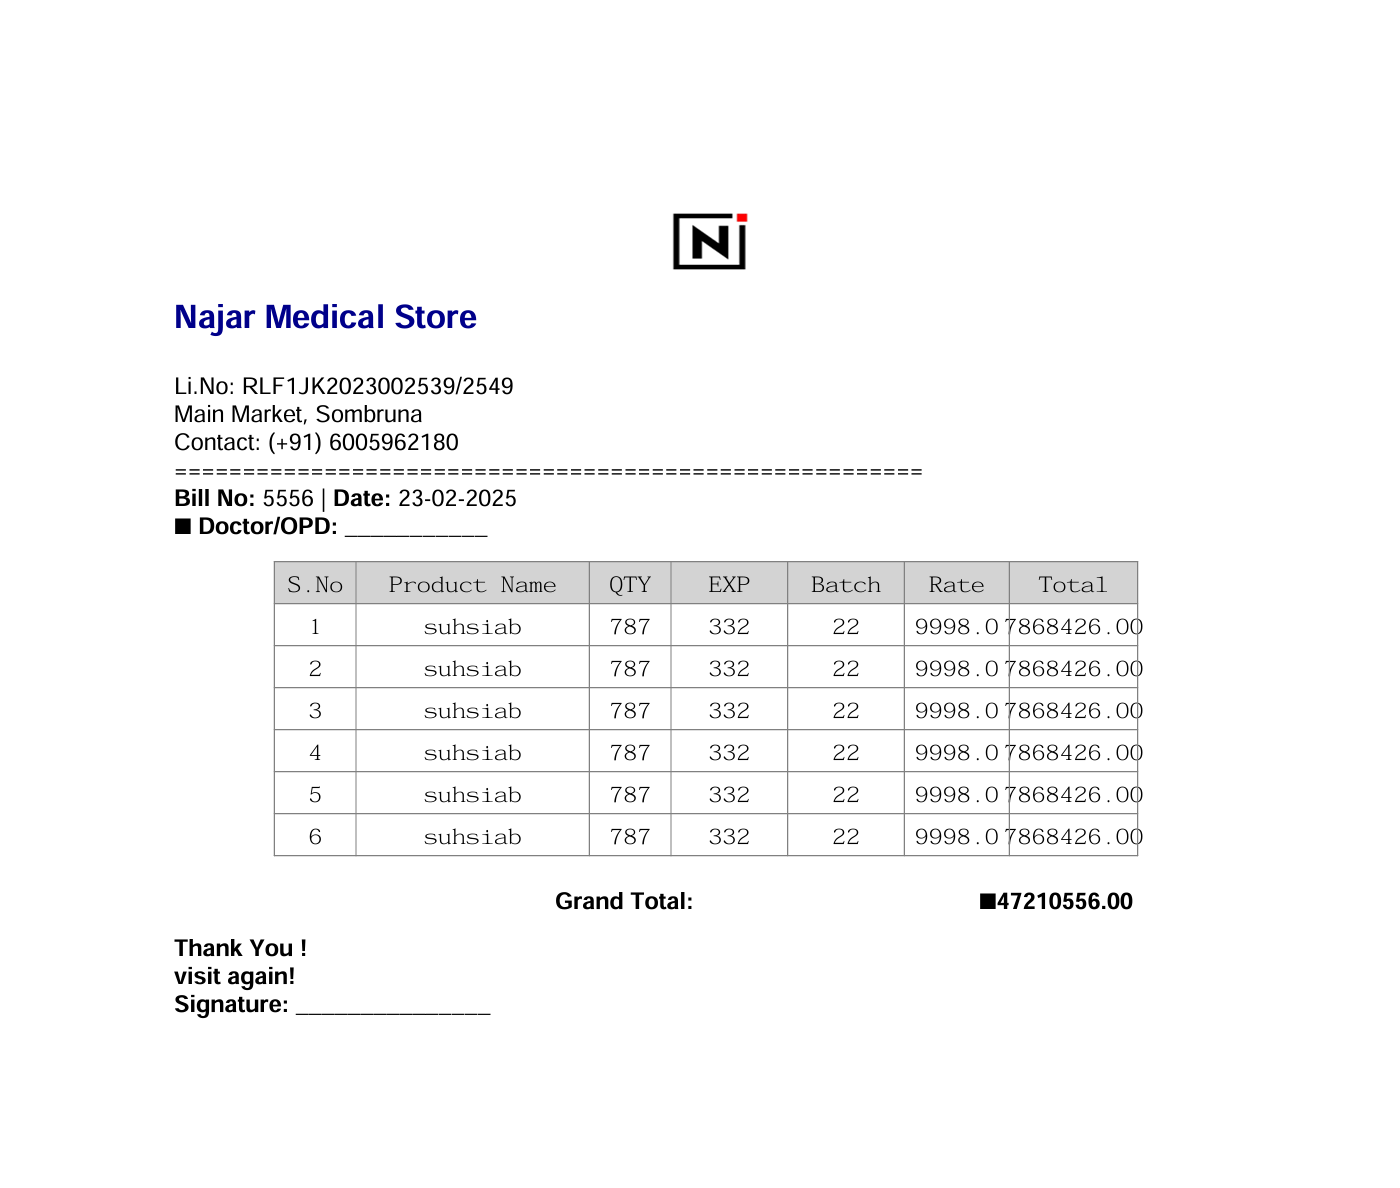 N
Najar Medical Store
Li.No: RLF1JK2023002539/2549
Main Market, Sombruna
Contact: (+91) 6005962180
=======================================================
Bill No: 5556 | Date: 23-02-2025
■ Doctor/OPD: ___________
S.No Product Name QTY EXP Batch Rate Total
1 suhsiab 787 332 22 9998.0 7868426.00
2 suhsiab 787 332 22 9998.0 7868426.00
3 suhsiab 787 332 22 9998.0 7868426.00
4 suhsiab 787 332 22 9998.0 7868426.00
5 suhsiab 787 332 22 9998.0 7868426.00
6 suhsiab 787 332 22 9998.0 7868426.00
Grand Total: ■47210556.00
Thank You !
visit again!
Signature: _______________